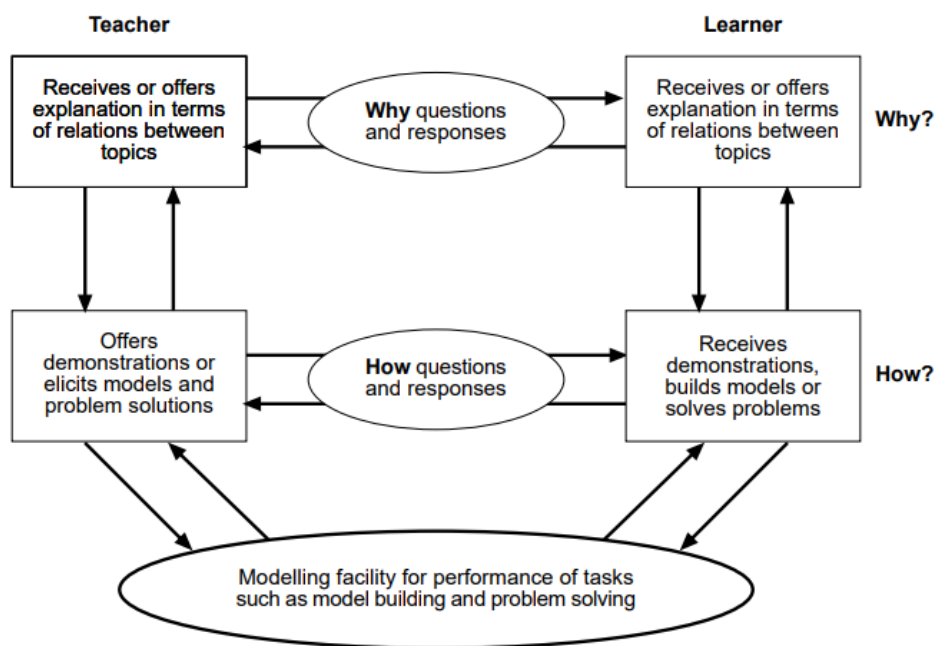 Teacher
Learner
Receives or offers
explanation in terms
of relations between
topics
Why questions
and responses
Receives or offers
explanation in terms
of relations between
topics
Why?
Offers
demonstrations or
elicits models and
problem solutions
How questions
and responses
Receives
demonstrations,
builds models or
solves problems
How?
Modelling facility for performance of tasks
such as model building and problem solving